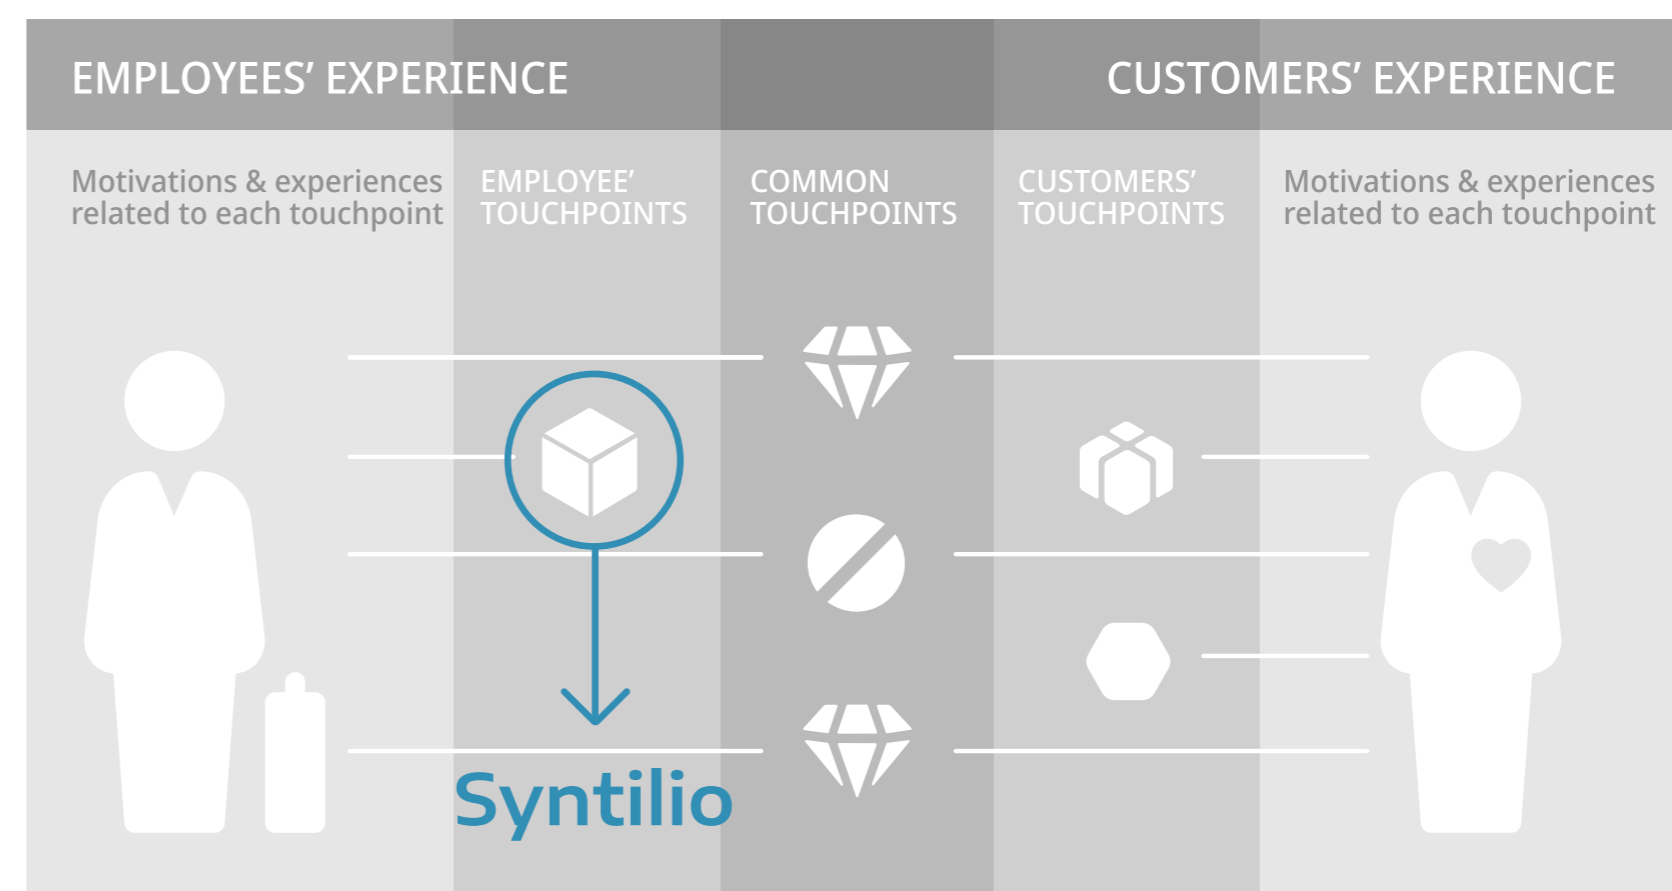 EMPLOYEES’ EXPERIENCE
CUSTOMERS’ EXPERIENCE
Motivations & experiences
related to each touchpoint
EMPLOYEE’
TOUCHPOINTS
COMMON
TOUCHPOINTS
CUSTOMERS’
TOUCHPOINTS
Motivations & experiences
related to each touchpoint
Syntilio